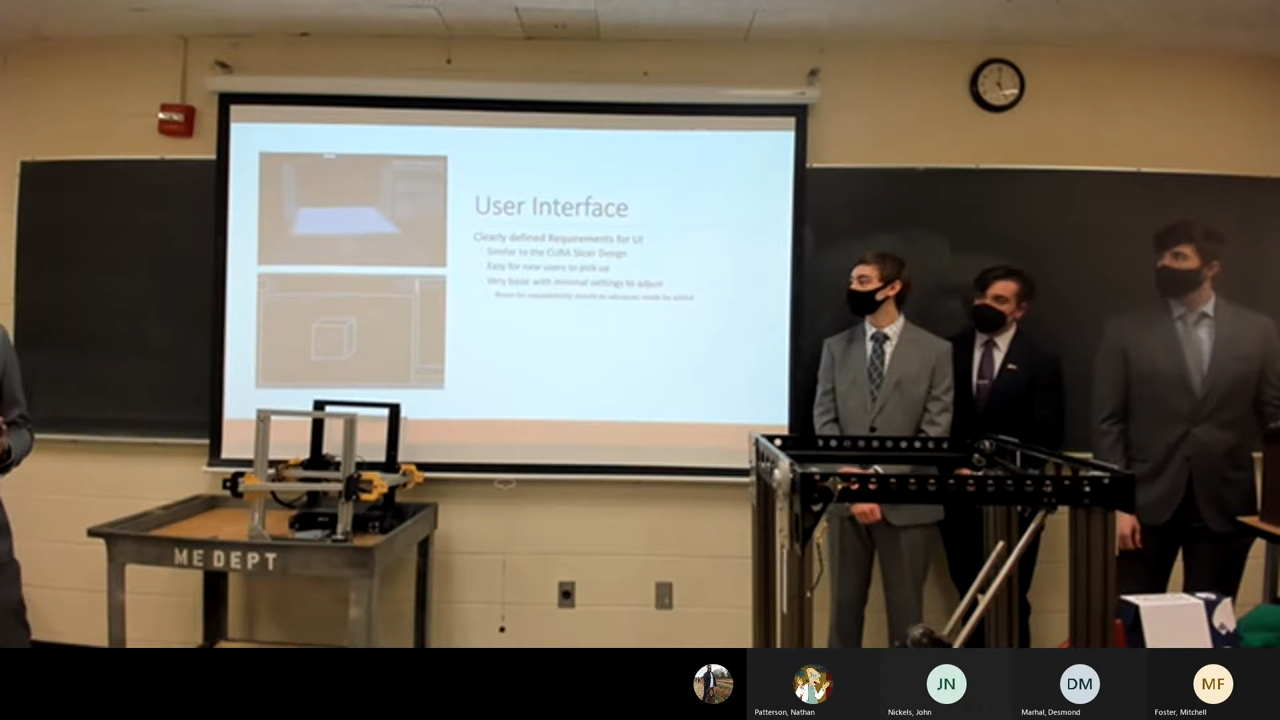 User Interface
Clearly defined Requirements for UI
Similar to the CURA Slicer Design
Easy for new users to pick up
Very basic with minimal settings to adjust
ME DEPT
JN
DM
MF
Patterson, Nathan
Nickels, John
Marhal, Desmond
Foster, Mitchell